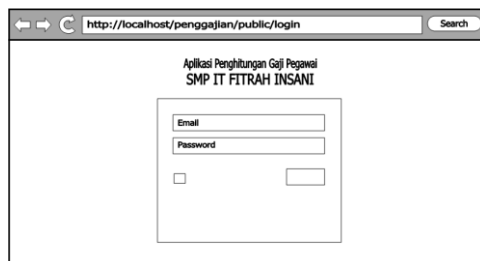 http://localhost/penggajian/public/login
Search
Aplikasi Penghitungan Gaji Pegawai
SMP IT FITRAH INSANI
Email
Password